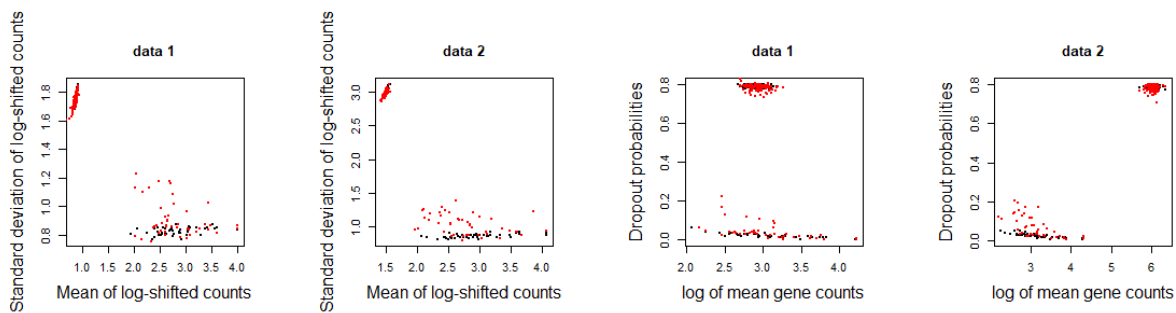 data 1
Standard deviation of log-shifted counts
1.8
1.6
1.4
1.2
1.0
0.8
1.0 1.5 2.0 2.5 3.0 3.5 4.0
Mean of log-shifted counts
data 2
Standard deviation of log-shifted counts
3.0
2.5
2.0
1.5
1.0
1.5 2.0 2.5 3.0 3.5 4.0
Mean of log-shifted counts
data 1
Dropout probabilities
0.8
0.6
0.4
0.2
0.0
2.0 2.5 3.0 3.5 4.0
log of mean gene counts
data 2
Dropout probabilities
0.8
0.6
0.4
0.2
0.0
3 4 5 6
log of mean gene counts